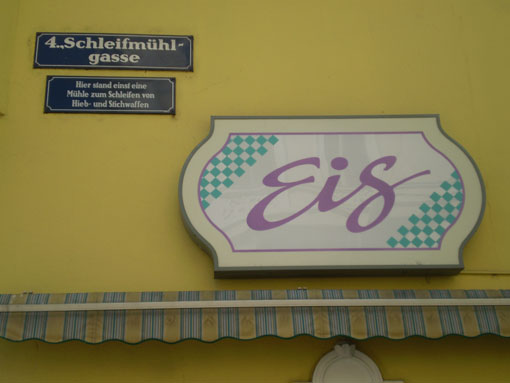 4., Schleifmühl-
gasse
Hier stand einst eine
Mühle zum Schleifen von
Hieb- und Stichwaffen
Eis